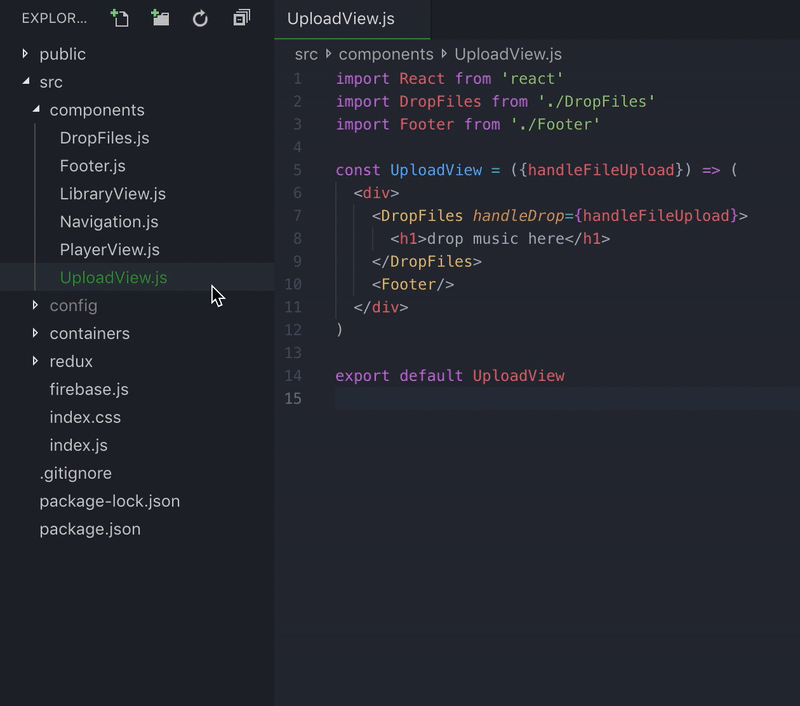 EXPLOR...
public
src
components
DropFiles.js
Footer.js
LibraryView.js
Navigation.js
PlayerView.js
UploadView.js
config
containers
redux
firebase.js
index.css
index.js
.gitignore
package-lock.json
package.json
UploadView.js
src components UploadView.js
1 import React from 'react'
2 import DropFiles from './DropFiles'
3 import Footer from './Footer'
4
5 const UploadView = ({handleFileUpload}) => (
6   <div>
7     <DropFiles handleDrop={handleFileUpload}>
8       <h1>drop music here</h1>
9     </DropFiles>
10     <Footer/>
11   </div>
12 )
13
14 export default UploadView
15